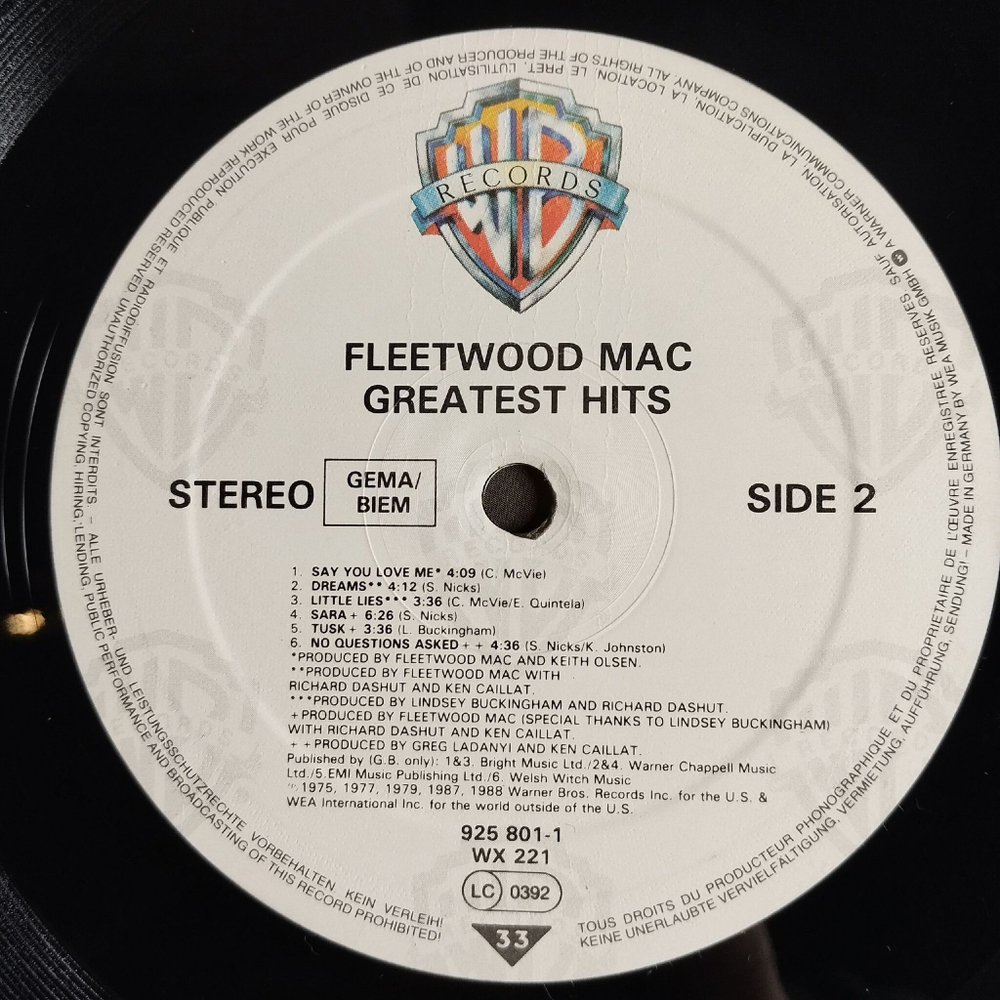 WB
RECORDS
FLEETWOOD MAC
GREATEST HITS
STEREO
GEMA/
BIEM
SIDE 2
1. SAY YOU LOVE ME* 4:09 (C. McVie)
2. DREAMS** 4:12 (S. Nicks)
3. LITTLE LIES*** 3:36 (C. McVie/E. Quintela)
4. SARA + 6:26 (S. Nicks)
5. TUSK + 3:36 (L. Buckingham)
6. NO QUESTIONS ASKED + + 4:36 (S. Nicks/K. Johnston)
*PRODUCED BY FLEETWOOD MAC AND KEITH OLSEN.
**PRODUCED BY FLEETWOOD MAC WITH
RICHARD DASHUT AND KEN CAILLAT.
***PRODUCED BY LINDSEY BUCKINGHAM AND RICHARD DASHUT.
+PRODUCED BY FLEETWOOD MAC (SPECIAL THANKS TO LINDSEY BUCKINGHAM)
WITH RICHARD DASHUT AND KEN CAILLAT.
+ +PRODUCED BY GREG LADANYI AND KEN CAILLAT.
Published by (G.B. only): 1&3. Bright Music Ltd./2&4. Warner Chappell Music
Ltd./5.EMI Music Publishing Ltd./6. Welsh Witch Music
1975, 1977, 1979, 1987, 1988 Warner Bros. Records Inc. for the U.S. &
WEA International Inc. for the world outside of the U.S.
925 801-1
WX 221
LC 0392
33
TOUS DROITS DU PRODUCTEUR PHONOGRAPHIQUE ET DU PROPRIETAIRE DE L'ŒUVRE ENREGISTREE RESERVES. SAUF AUTORISATION, LA DUPLICATION, LA LOCATION, LE PRET, L'UTILISATION DE CE DISQUE POUR EXECUTION PUBLIQUE ET RADIODIFFUSION SONT INTERDITS. – ALLE URHEBER- UND LEISTUNGSSCHUTZRECHTE VORBEHALTEN KEIN VERLEIH!
KEINE UNERLAUBTE VERVIELFÄLTIGUNG, VERMIETUNG, AUFFÜHRUNG, SENDUNG! – MADE IN GERMANY BY WEA MUSIK GMBH A WARNER COMMUNICATIONS COMPANY ALL RIGHTS OF THE PRODUCER AND OF THE OWNER OF THE WORK REPRODUCED RESERVED UNAUTHORIZED COPYING, HIRING, LENDING, PUBLIC PERFORMANCE AND BROADCASTING OF THIS RECORD PROHIBITED!